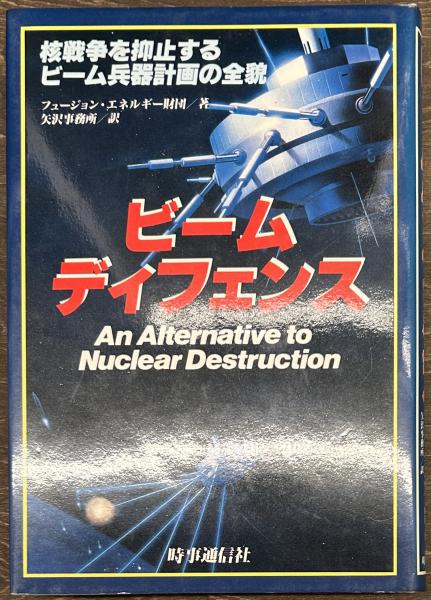 核戦争を抑止する
ビーム兵器計画の全貌
フュージョン・エネルギー財団/著
矢沢事務所/訳
ビーム
ディフェンス
An Alternative to
Nuclear Destruction
時事通信社